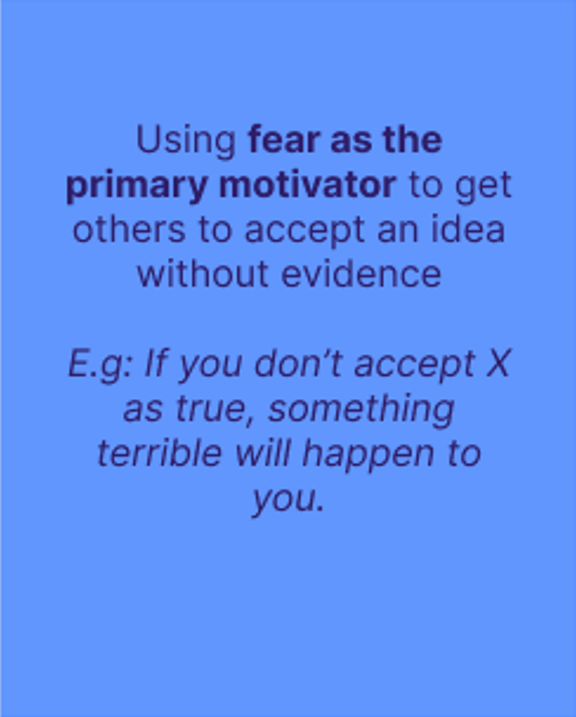 Using fear as the
primary motivator to get
others to accept an idea
without evidence
E.g: If you don’t accept X
as true, something
terrible will happen to
you.